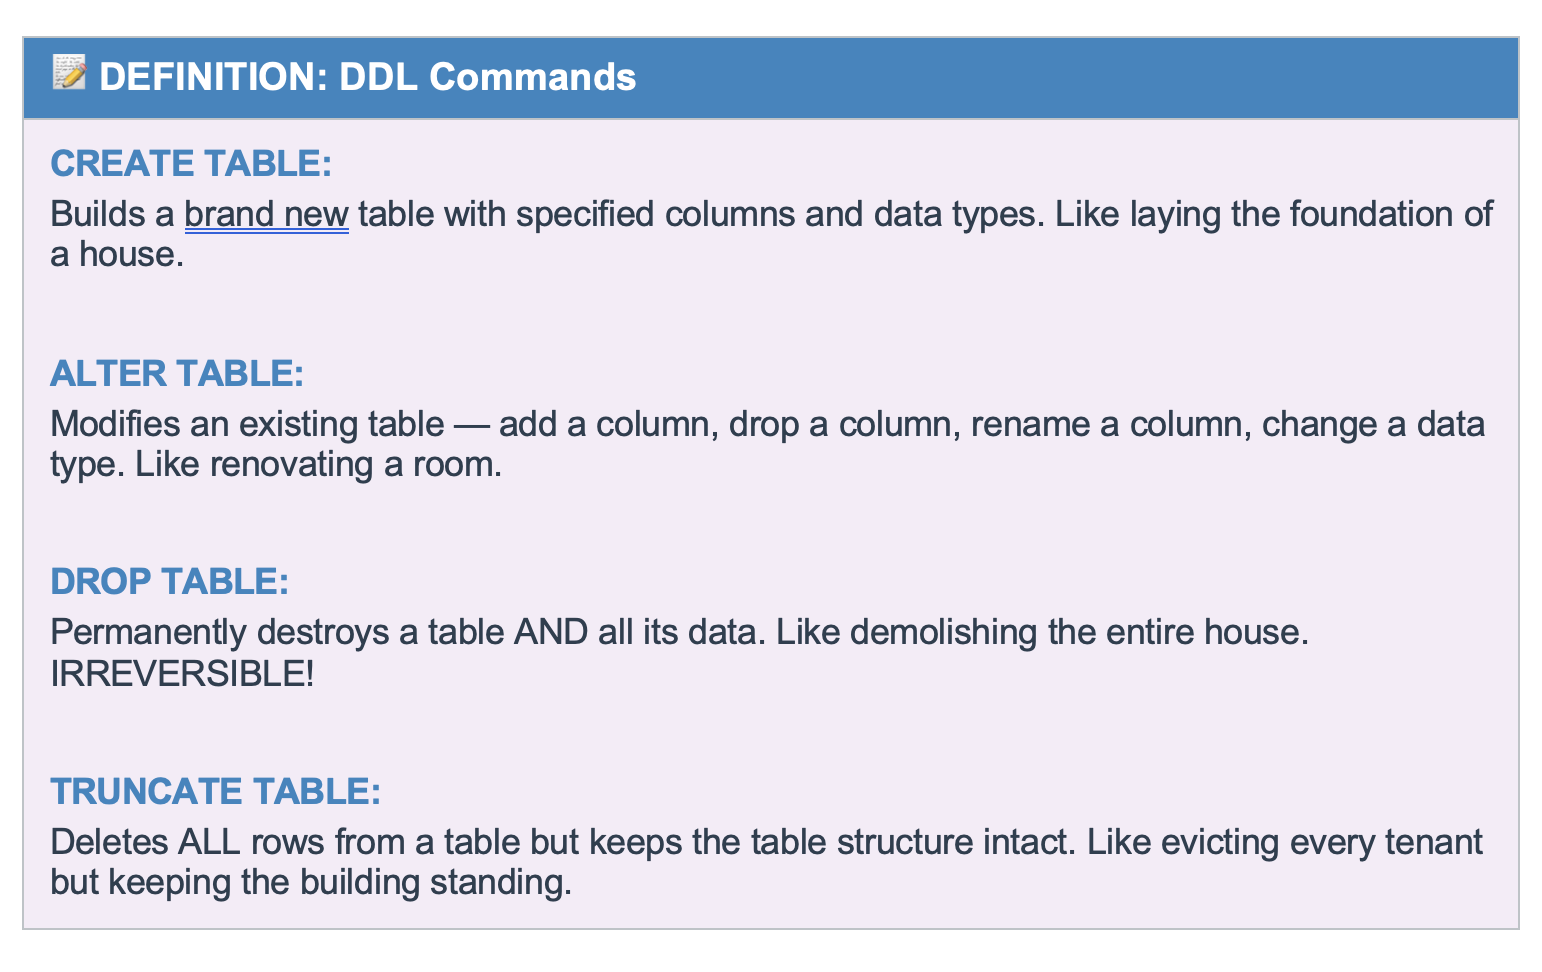 📝 DEFINITION: DDL Commands
CREATE TABLE:
Builds a brand new table with specified columns and data types. Like laying the foundation of
a house.
ALTER TABLE:
Modifies an existing table — add a column, drop a column, rename a column, change a data
type. Like renovating a room.
DROP TABLE:
Permanently destroys a table AND all its data. Like demolishing the entire house.
IRREVERSIBLE!
TRUNCATE TABLE:
Deletes ALL rows from a table but keeps the table structure intact. Like evicting every tenant
but keeping the building standing.